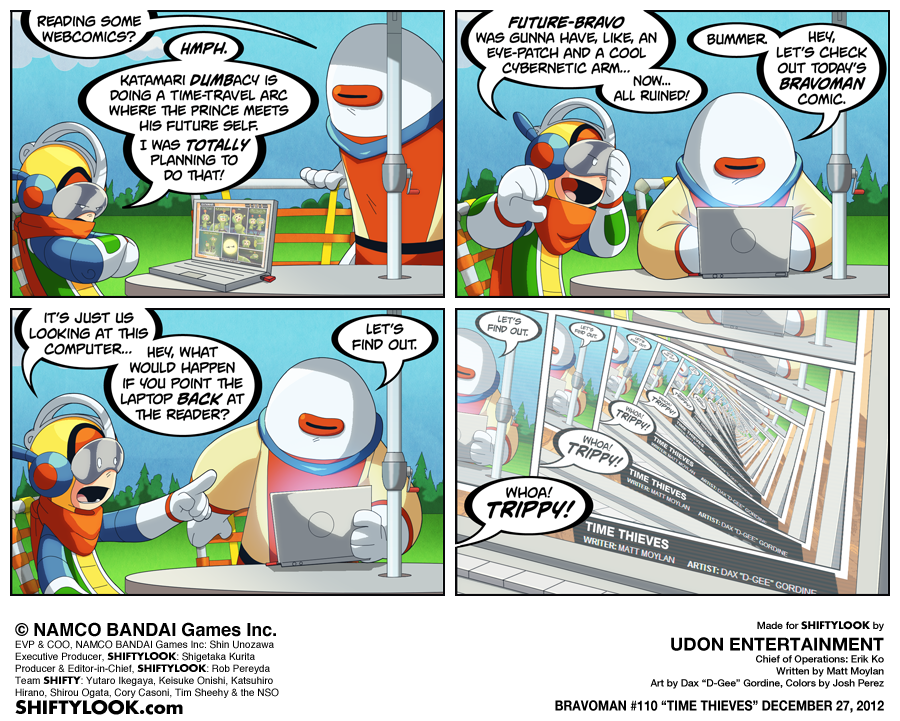 READING SOME
WEBCOMICS?
HMPH.
KATAMARI DUMBACY IS
DOING A TIME-TRAVEL ARC
WHERE THE PRINCE MEETS
HIS FUTURE SELF.
I WAS TOTALLY
PLANNING TO
DO THAT!
FUTURE-BRAVO
WAS GUNNA HAVE, LIKE, AN
EYE-PATCH AND A COOL
CYBERNETIC ARM...
NOW...
ALL RUINED!
BUMMER.
HEY,
LET'S CHECK
OUT TODAY'S
BRAVOMAN
COMIC.
IT'S JUST US
LOOKING AT THIS
COMPUTER...
HEY, WHAT
WOULD HAPPEN
IF YOU POINT THE
LAPTOP BACK AT
THE READER?
LET'S
FIND OUT.
LET'S
FIND OUT.
LET'S
FIND OUT.
WHOA!
TRIPPY!
WHOA!
TRIPPY!
WHOA!
TRIPPY!
TRIPPY!
TIME THIEVES
WRITER: MATT MOYLAN
ARTIST: DAX "D-GEE" GORDINE
TIME THIEVES
WRITER: MATT MOYLAN
ARTIST: DAX "D-GEE" GORDINE
TIME THIEVES
© NAMCO BANDAI Games Inc.
EVP & COO, NAMCO BANDAI Games Inc: Shin Unozawa
Executive Producer, SHIFTYLOOK: Shigetaka Kurita
Producer & Editor-in-Chief, SHIFTYLOOK: Rob Pereyda
Team SHIFTY: Yutaro Ikegaya, Keisuke Onishi, Katsuhiro
Hirano, Shirou Ogata, Cory Casoni, Tim Sheehy & the NSO
SHIFTYLOOK.com
Made for SHIFTYLOOK by
UDON ENTERTAINMENT
Chief of Operations: Erik Ko
Written by Matt Moylan
Art by Dax "D-Gee" Gordine, Colors by Josh Perez
BRAVOMAN #110 "TIME THIEVES" DECEMBER 27, 2012